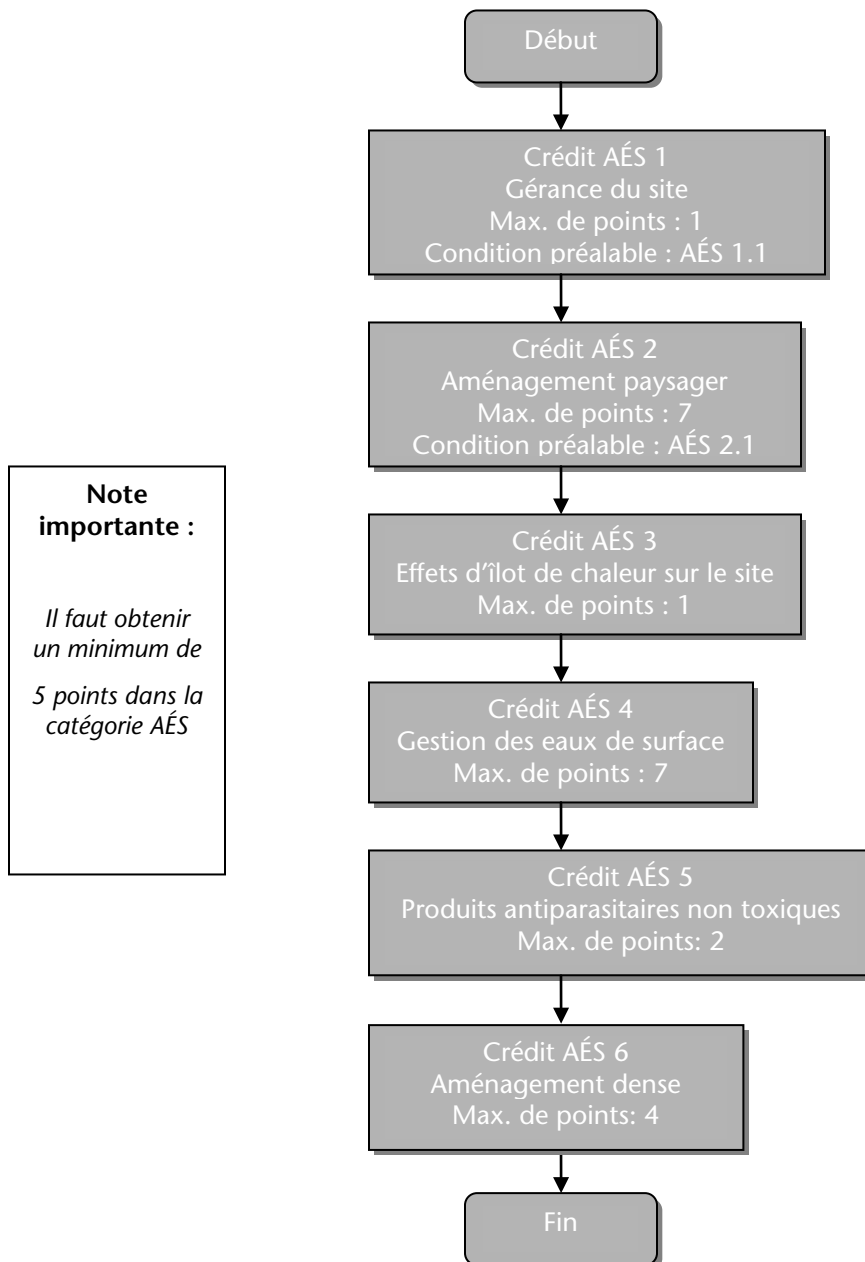 Début
Crédit AÉS 1
Gérance du site
Max. de points : 1
Condition préalable : AÉS 1.1
Crédit AÉS 2
Aménagement paysager
Max. de points : 7
Condition préalable : AÉS 2.1
Note
importante :
Il faut obtenir
un minimum de
5 points dans la
catégorie AÉS
Crédit AÉS 3
Effets d'îlot de chaleur sur le site
Max. de points : 1
Crédit AÉS 4
Gestion des eaux de surface
Max. de points : 7
Crédit AÉS 5
Produits antiparasitaires non toxiques
Max. de points: 2
Crédit AÉS 6
Aménagement dense
Max. de points: 4
Fin